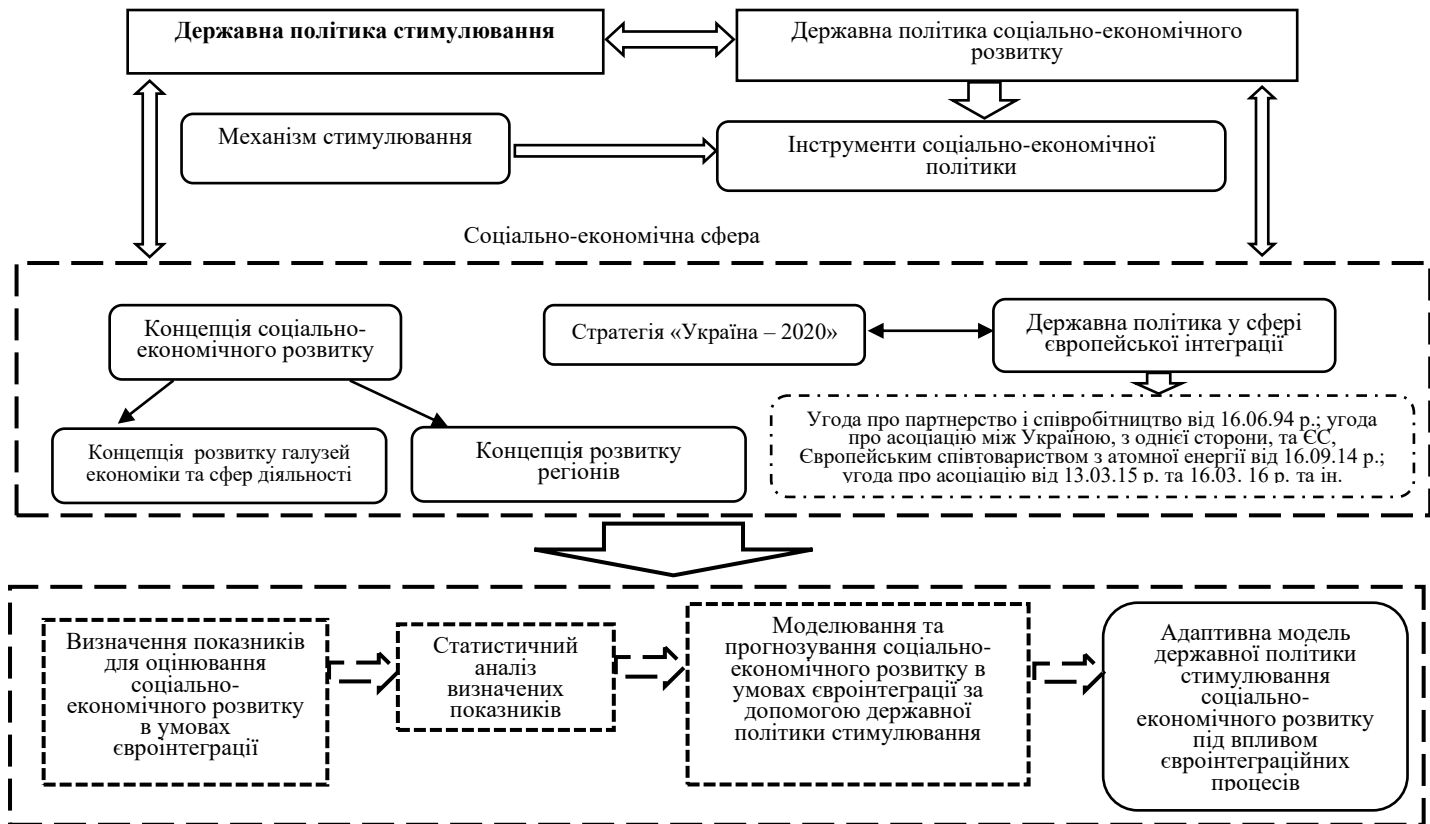 Державна політика стимулювання
Державна політика соціально-економічного
розвитку
Механізм стимулювання
Інструменти соціально-економічної
політики
Соціально-економічна сфера
Концепція соціально-
економічного розвитку
Стратегія «Україна – 2020»
Державна політика у сфері
європейської інтеграції
Концепція розвитку галузей
економіки та сфер діяльності
Концепція розвитку
регіонів
Угода про партнерство і співробітництво від 16.06.94 р.; угода
про асоціацію між Україною, з однієї сторони, та ЄС,
Європейським співтовариством з атомної енергії від 16.09.14 р.;
угода про асоціацію від 13.03.15 р. та 16.03. 16 р. та ін.
Визначення показників
для оцінювання
соціально-
економічного розвитку
в умовах
євроінтеграції
Статистичний
аналіз
визначених
показників
Моделювання та
прогнозування соціально-
економічного розвитку в
умовах євроінтеграції за
допомогою державної
політики стимулювання
Адаптивна модель
державної політики
стимулювання
соціально-
економічного розвитку
під впливом
євроінтеграційних
процесів